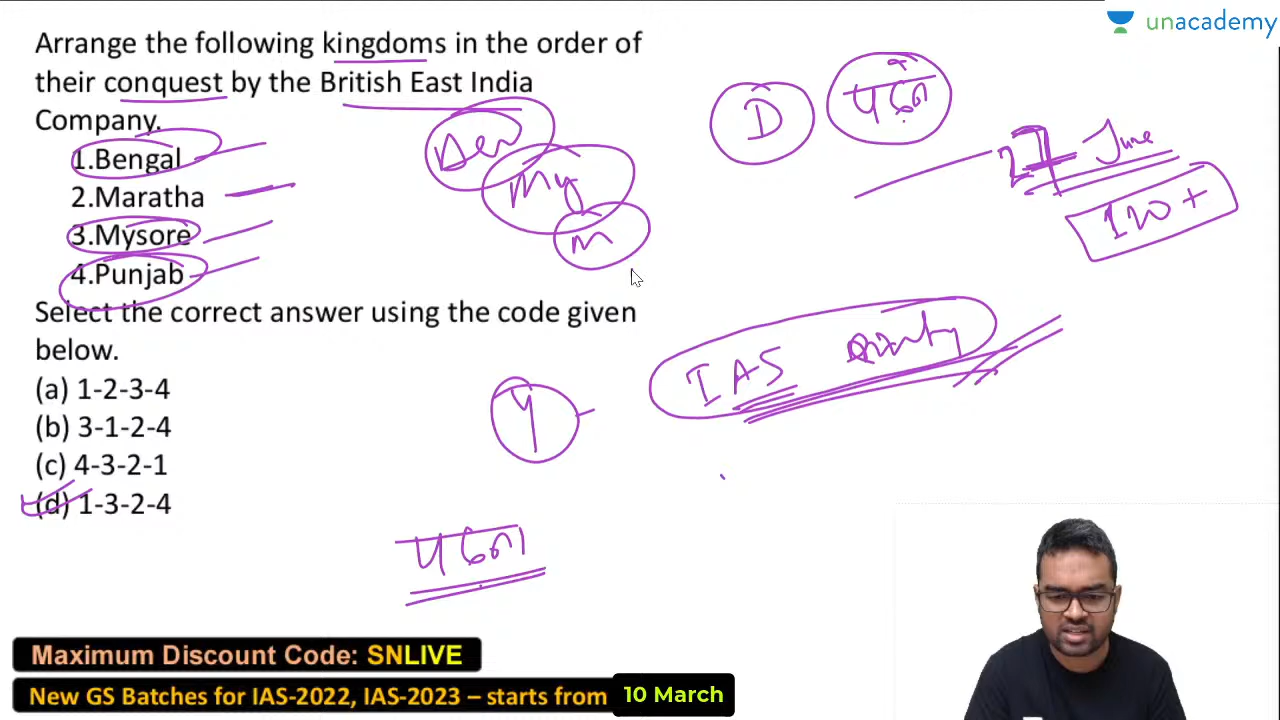 unacademy
Arrange the following kingdoms in the order of
their conquest by the British East India
Company.
1.Bengal
2.Maratha
3.Mysore
4.Punjab
Select the correct answer using the code given
below.
(a) 1-2-3-4
(b) 3-1-2-4
(c) 4-3-2-1
(d) 1-3-2-4
My
m
D
27 June
120+
IAS
Maximum Discount Code: SNLIVE
New GS Batches for IAS-2022, IAS-2023 – starts from 10 March